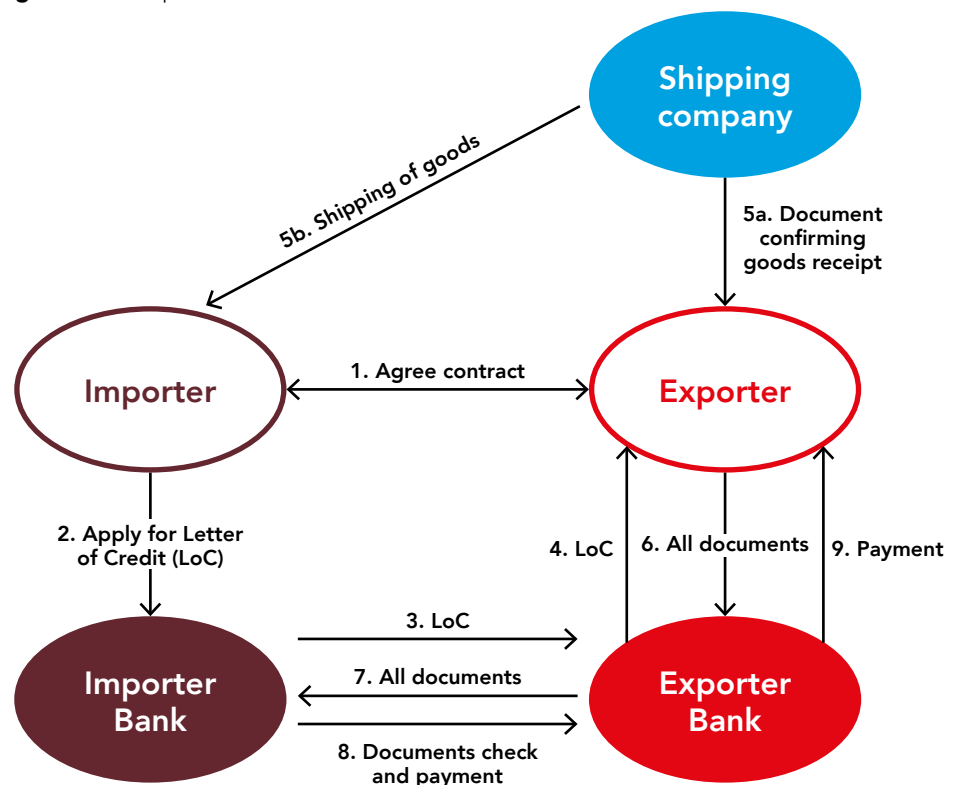 Shipping
company
5b. Shipping of goods
5a. Document
confirming
goods receipt
Importer
1. Agree contract
Exporter
2. Apply for Letter
of Credit (LoC)
4. LoC
6. All documents
9. Payment
3. LoC
Importer
Bank
7. All documents
Exporter
Bank
8. Documents check
and payment